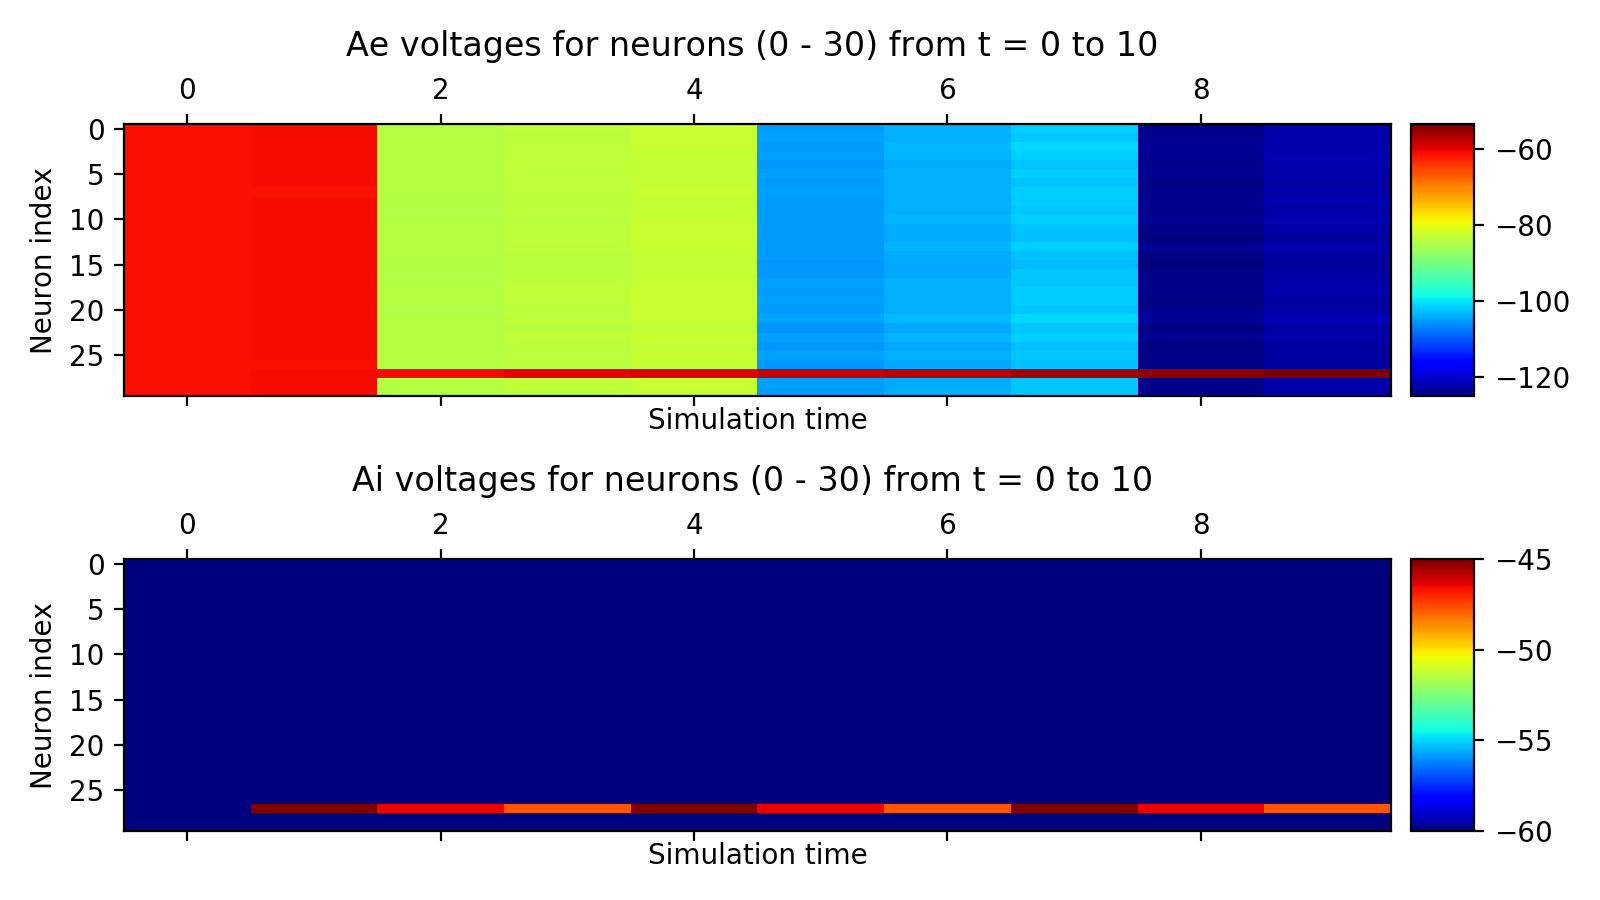 Ae voltages for neurons (0 - 30) from t = 0 to 10
0 2 4 6 8
Neuron index
0
5
10
15
20
25
−60
−80
−100
−120
Simulation time
Ai voltages for neurons (0 - 30) from t = 0 to 10
0 2 4 6 8
Neuron index
0
5
10
15
20
25
−45
−50
−55
−60
Simulation time